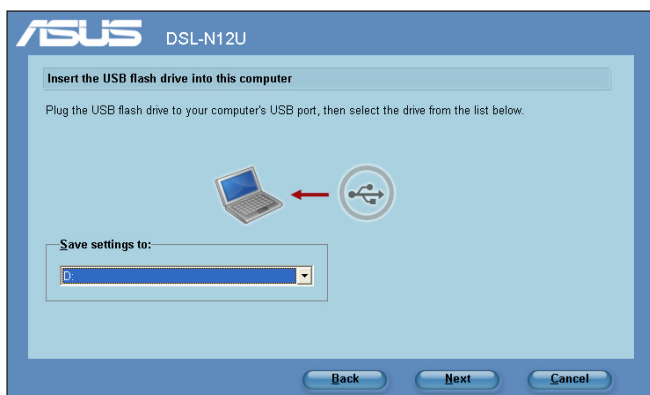 ASUS DSL-N12U
Insert the USB flash drive into this computer
Plug the USB flash drive to your computer's USB port, then select the drive from the list below.
Save settings to:
D:
Back Next Cancel